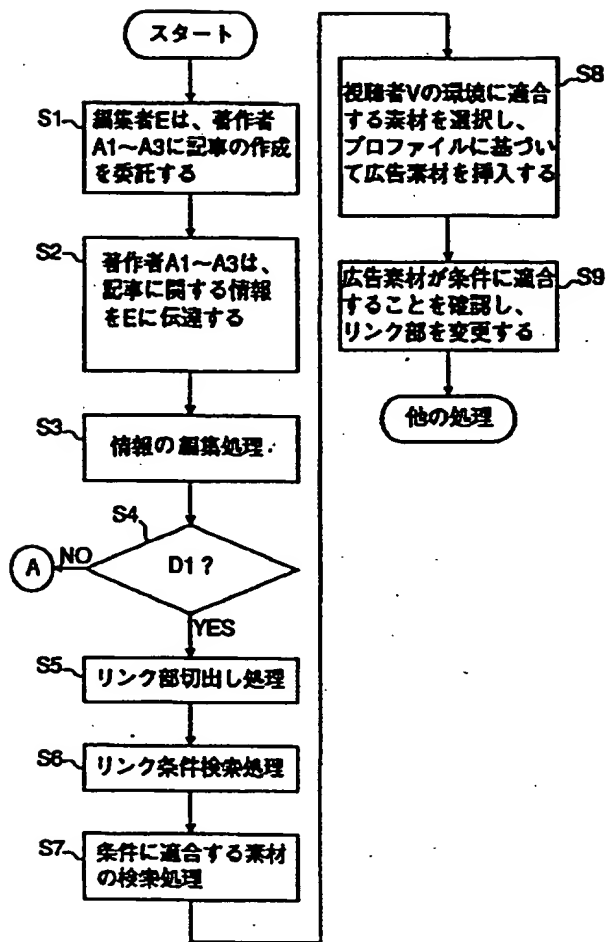 スタート
S1
編集者Eは、著作者
A1~A3に記事の作成
を委託する
S2
著作者A1~A3は、
記事に関する情報
をEに伝達する
S3
情報の編集処理
S4
D1?
NO
A
YES
S5
リンク部切出し処理
S6
リンク条件検索処理
S7
条件に適合する素材
の検索処理
S8
視聴者Vの環境に適合
する素材を選択し、
プロファイルに基づい
て広告素材を挿入する
S9
広告素材が条件に適合
することを確認し、
リンク部を変更する
他の処理